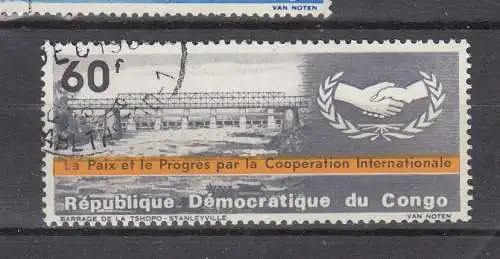 VAN NOTEN
60f
La Paix et le Progrès par la Cooperation Internationale
République Démocratique du Congo
BARRAGE DE LA TSHOPO - STANLEYVILLE
VAN NOTEN